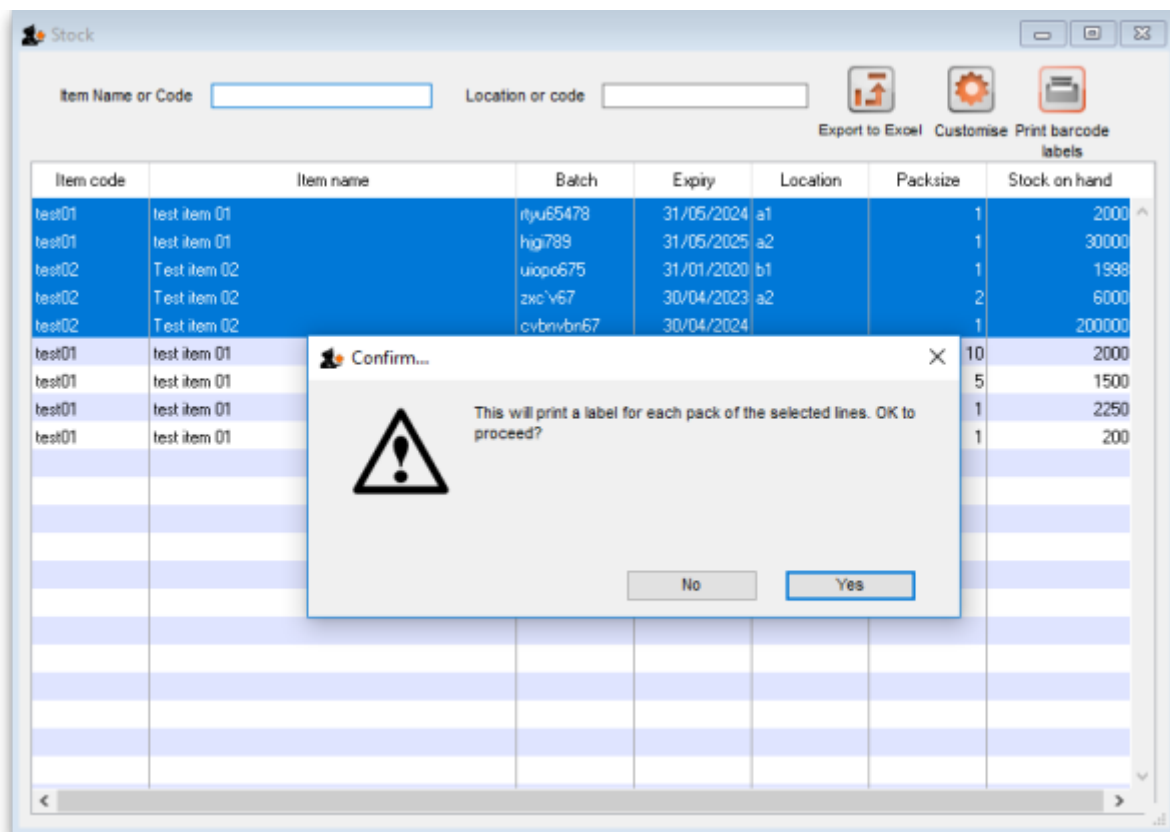 Stock
Item Name or Code
Location or code
Export to Excel Customise Print barcode
labels
Item code Item name Batch Expiry Location Packsize Stock on hand
test01 test item 01 rtyu65478 31/05/2024 a1 1 2000
test01 test item 01 hjgi789 31/05/2025 a2 1 30000
test02 Test item 02 uiopo675 31/01/2020 b1 1 1998
test02 Test item 02 zxc`v67 30/04/2023 a2 2 6000
test02 Test item 02 cvbnvbn67 30/04/2024 1 200000
test01 test item 01 10 2000
test01 test item 01 5 1500
test01 test item 01 1 2250
test01 test item 01 1 200
Confirm...
This will print a label for each pack of the selected lines. OK to
proceed?
No Yes